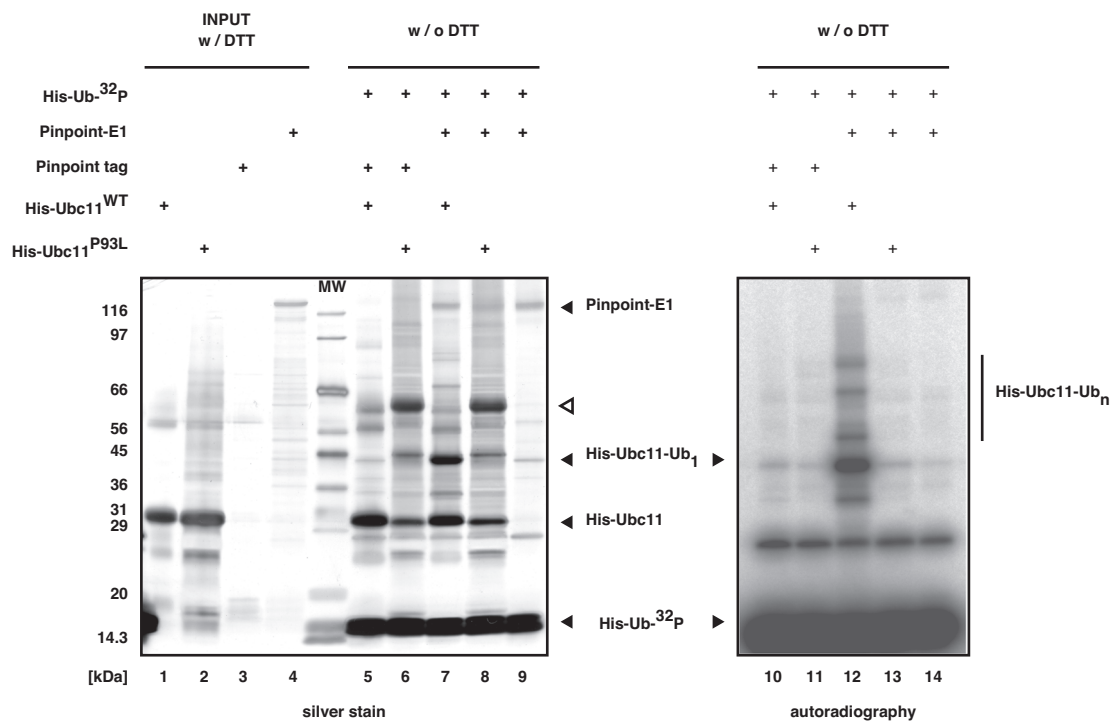 INPUT
w / DTT
w / o DTT
w / o DTT
His-Ub-32P + + + + + + + + + +
Pinpoint-E1 + + + + + + +
Pinpoint tag + + + + +
His-Ubc11WT + + + + +
His-Ubc11P93L + + + + +
MW
116
97
66
56
45
36
31
29
20
14.3
Pinpoint-E1
His-Ubc11-Ubn
His-Ubc11-Ub1
His-Ubc11
His-Ub-32P
[kDa] 1 2 3 4 5 6 7 8 9 10 11 12 13 14
silver stain
autoradiography